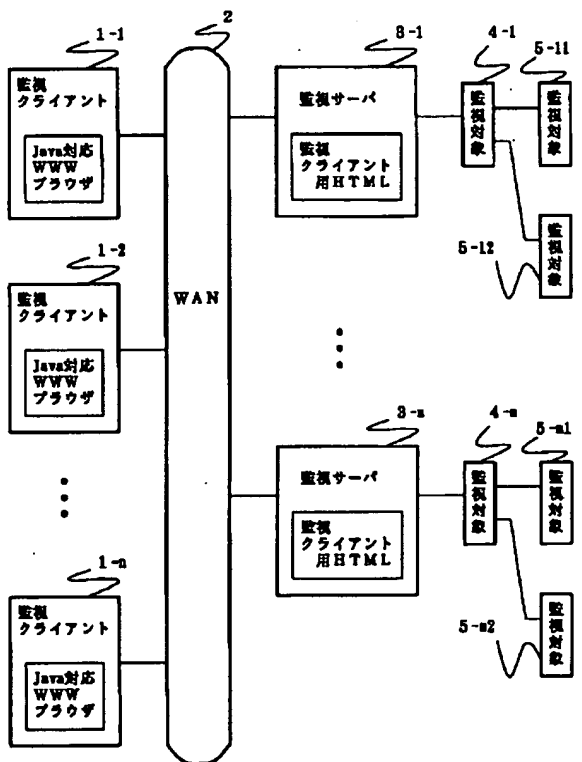 1-1
監視
クライアント
Java対応
WWW
ブラウザ
1-2
監視
クライアント
Java対応
WWW
ブラウザ
1-n
監視
クライアント
Java対応
WWW
ブラウザ
2
WAN
3-1
監視サーバ
監視
クライアント
用HTML
4-1
監視対象
5-11
監視対象
5-12
監視対象
3-n
監視サーバ
監視
クライアント
用HTML
4-n
監視対象
5-n1
監視対象
5-n2
監視対象